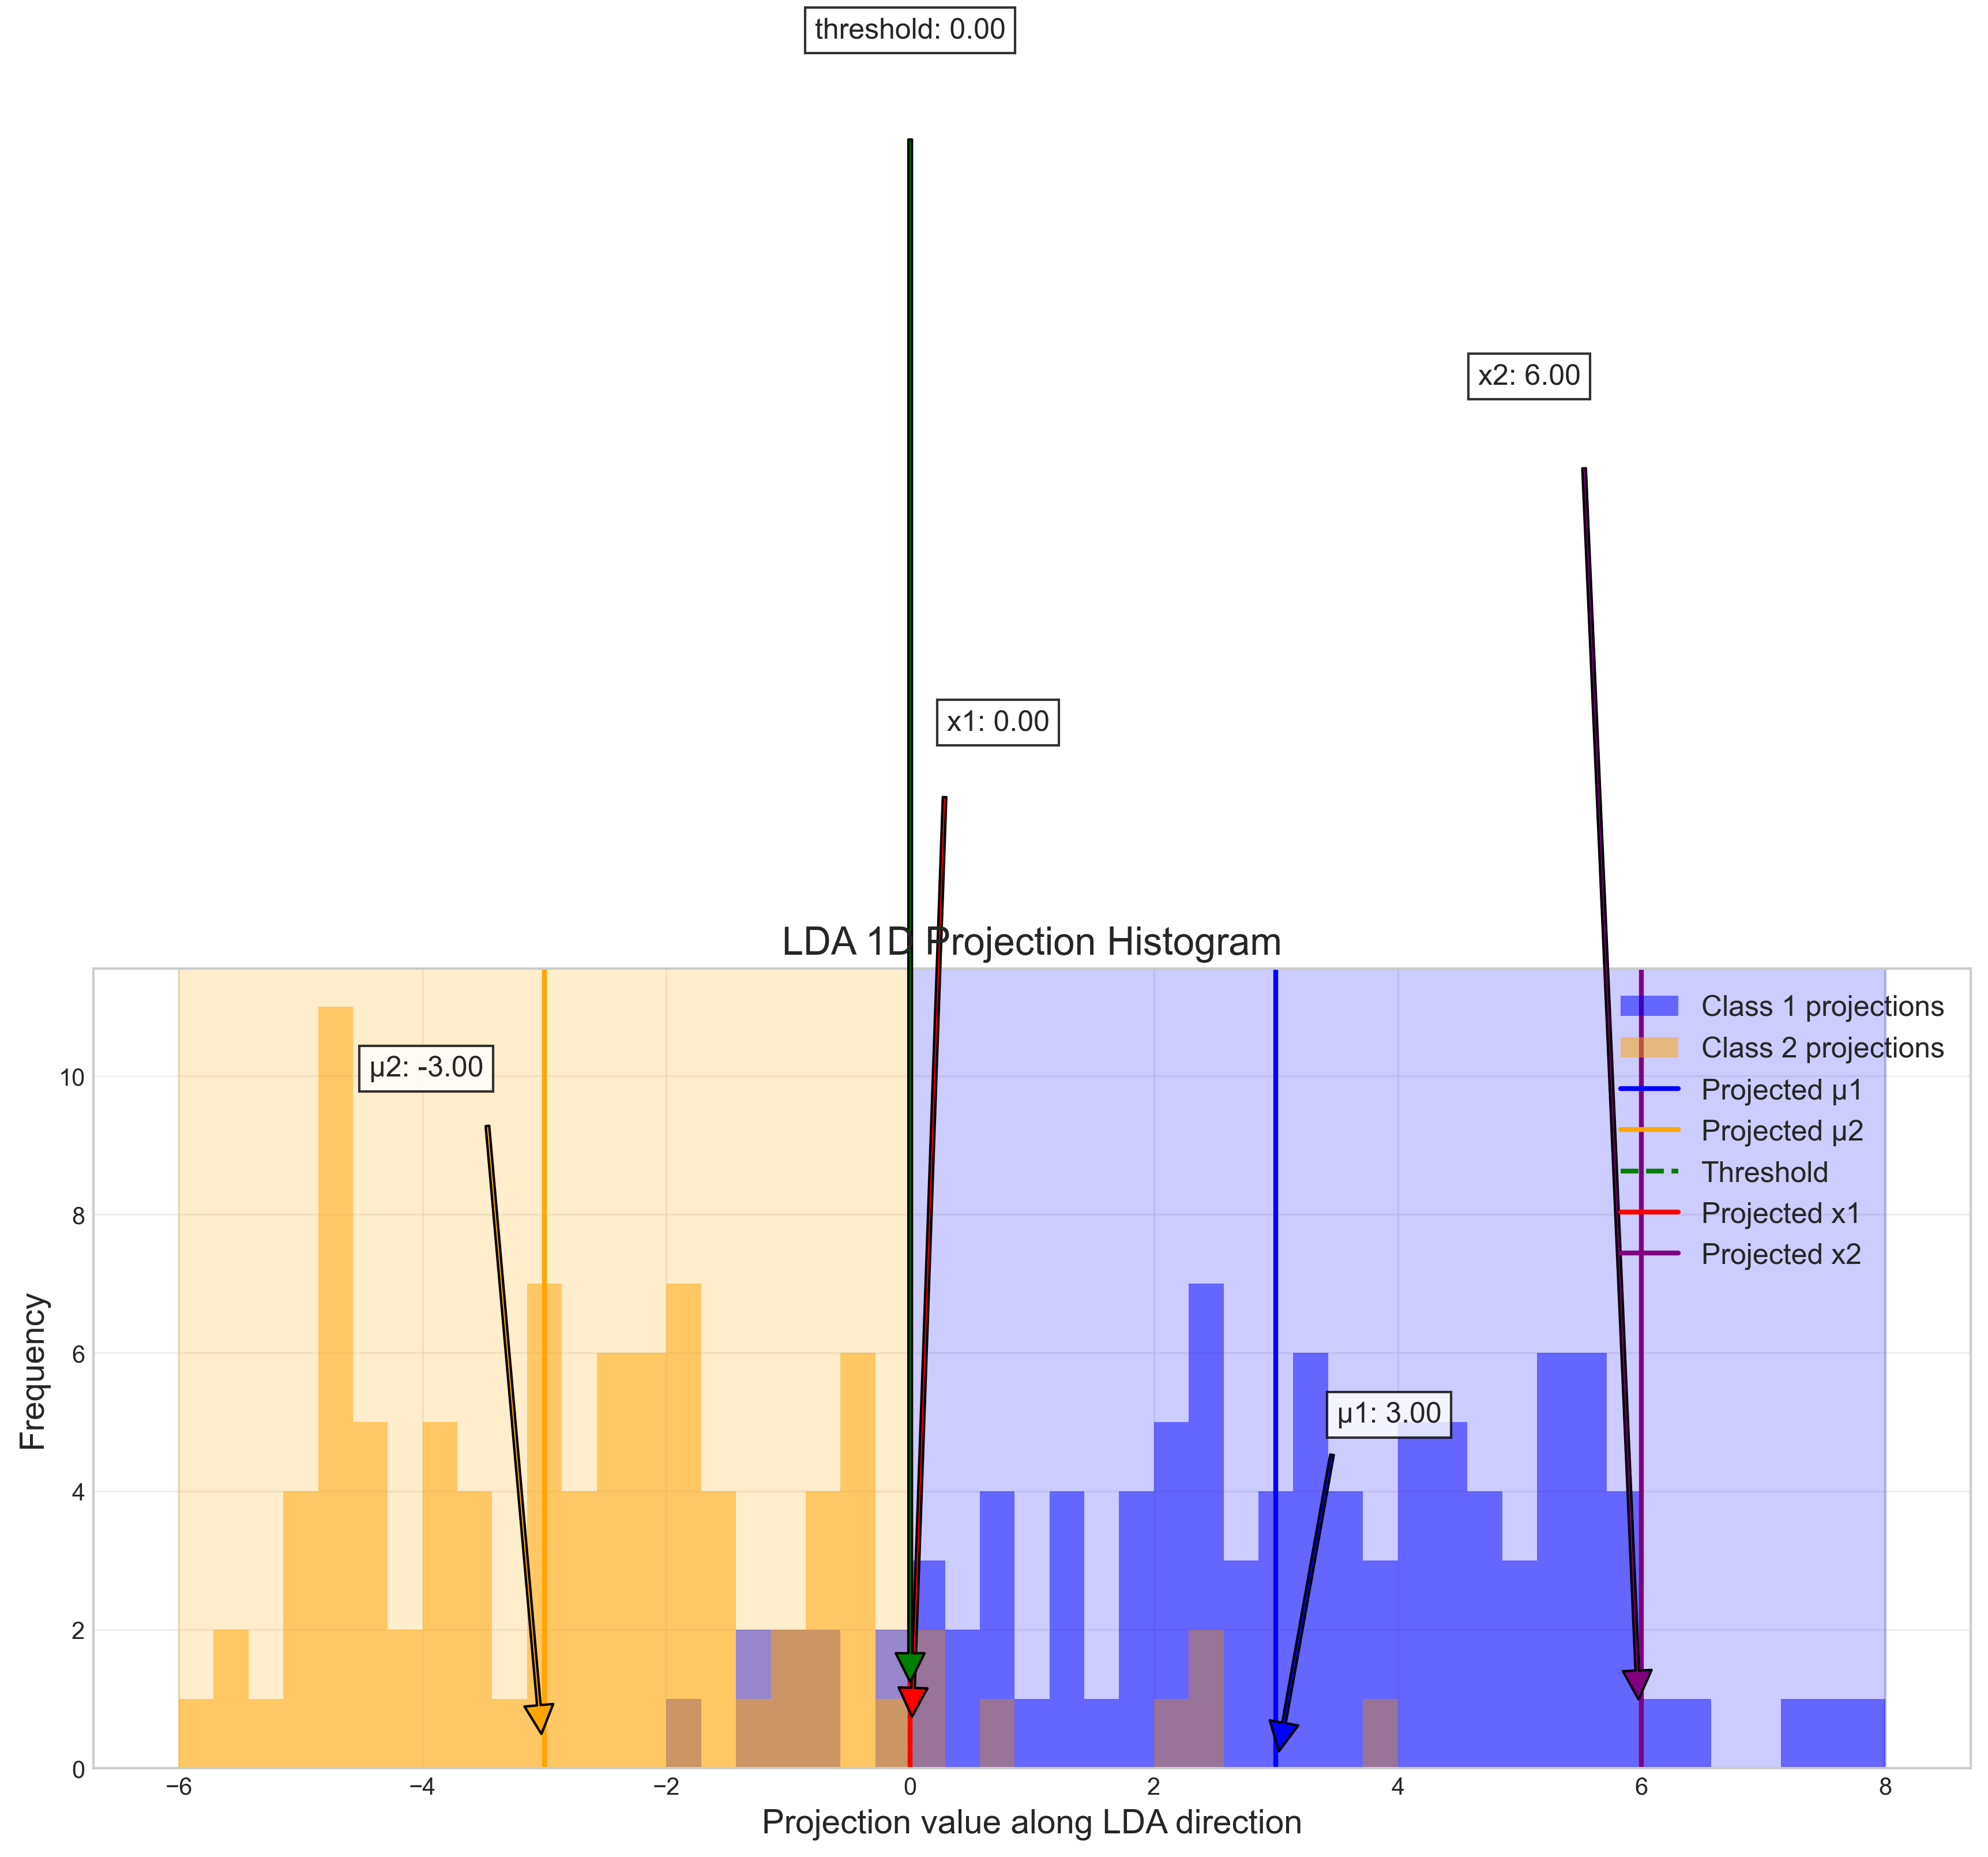 threshold: 0.00
x2: 6.00
x1: 0.00
LDA 1D Projection Histogram
Class 1 projections
Class 2 projections
Projected μ1
Projected μ2
Threshold
Projected x1
Projected x2
μ2: -3.00
μ1: 3.00
Frequency
10
8
6
4
2
0
−6
−4
−2
0
2
4
6
8
Projection value along LDA direction